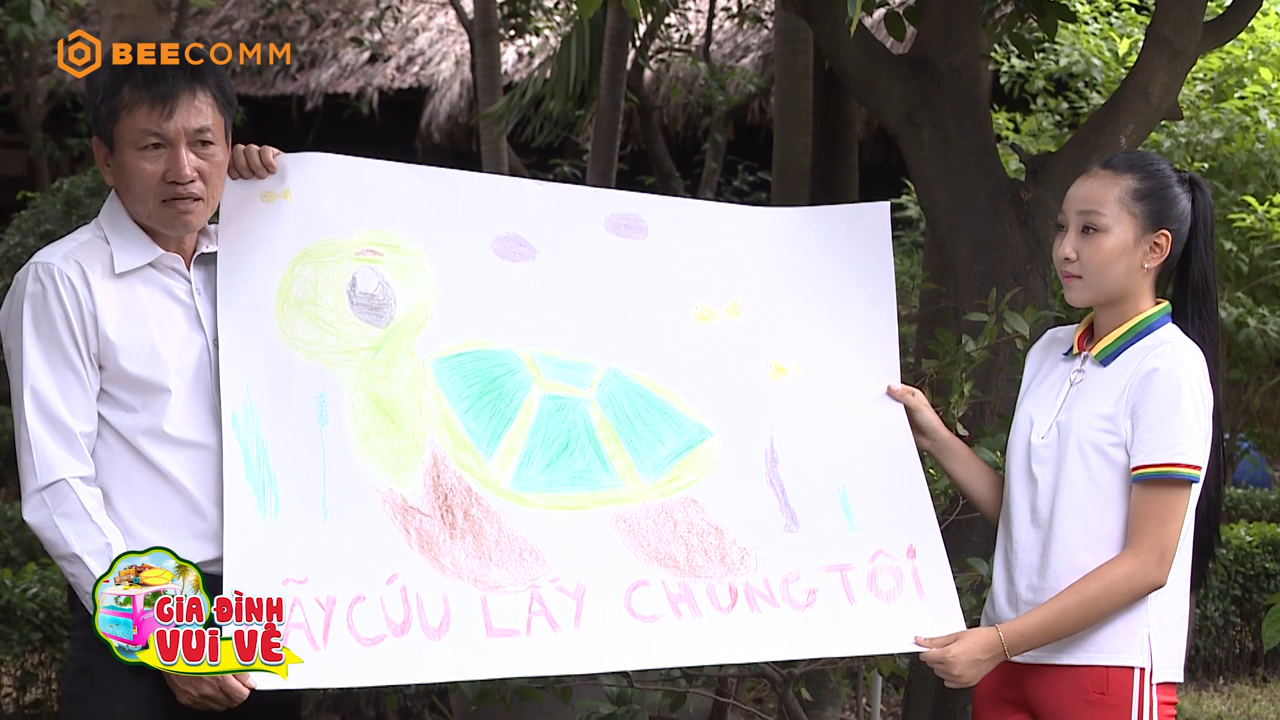 BEECOMM
ÃY CỨU LẤY CHÚNG TÔI
GIA ĐÌNH
VUI VẺ